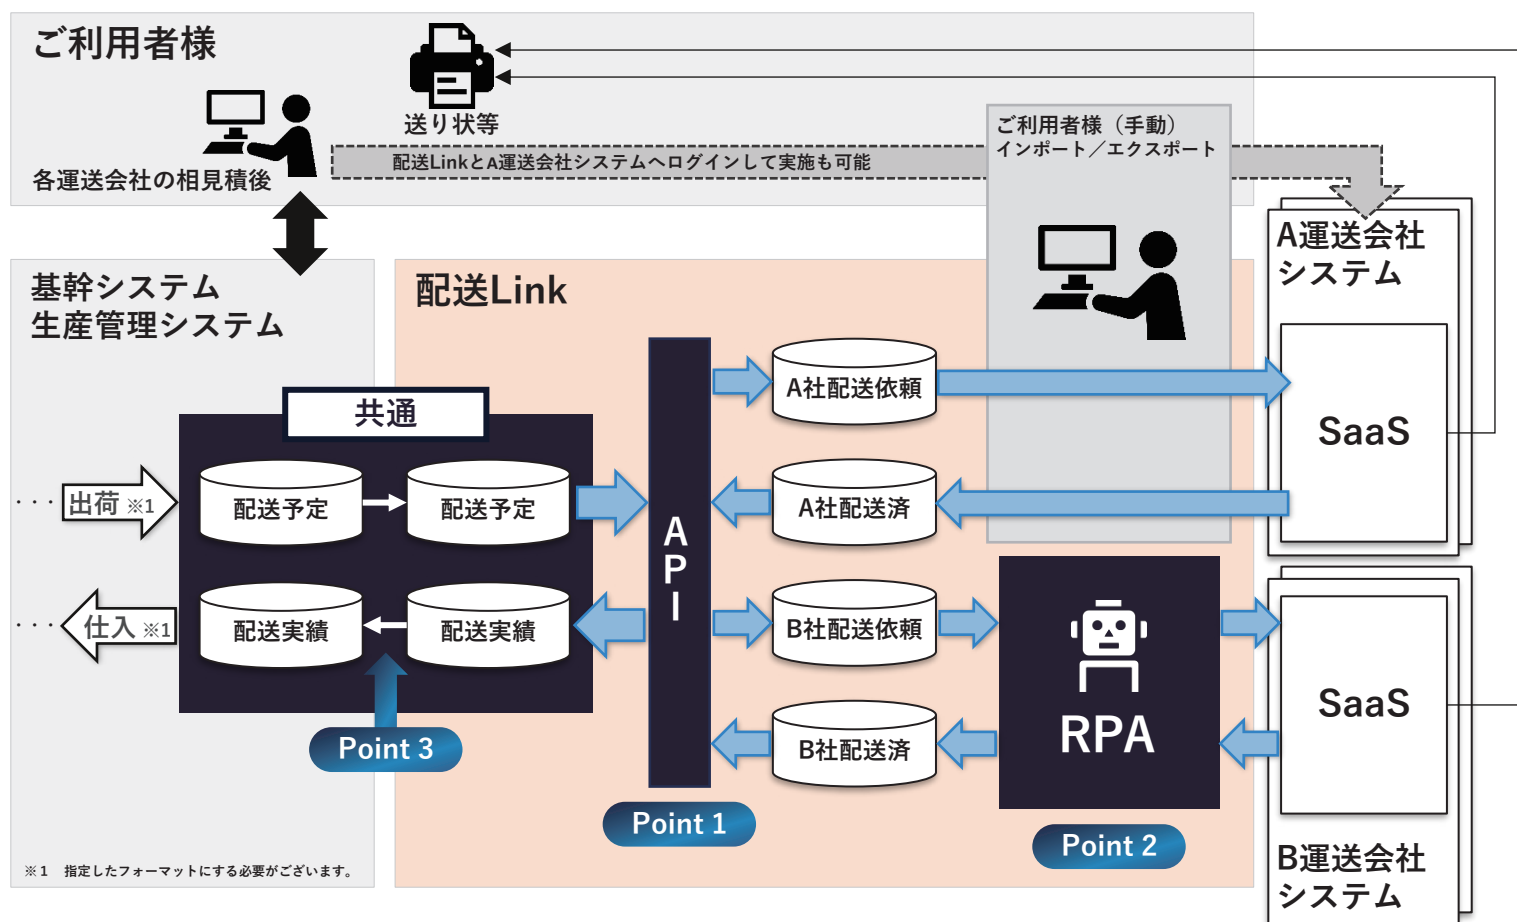 ご利用者様
送り状等
各運送会社の相見積後
配送LinkとA運送会社システムへログインして実施も可能
ご利用者様（手動）
インポート／エクスポート
A運送会社
システム
SaaS
基幹システム
生産管理システム
配送Link
共通
・・・
出荷 ※1
配送予定
配送予定
・・・
仕入 ※1
配送実績
配送実績
Point 3
API
Point 1
A社配送依頼
A社配送済
B社配送依頼
B社配送済
RPA
Point 2
SaaS
B運送会社
システム
※1 指定したフォーマットにする必要がございます。